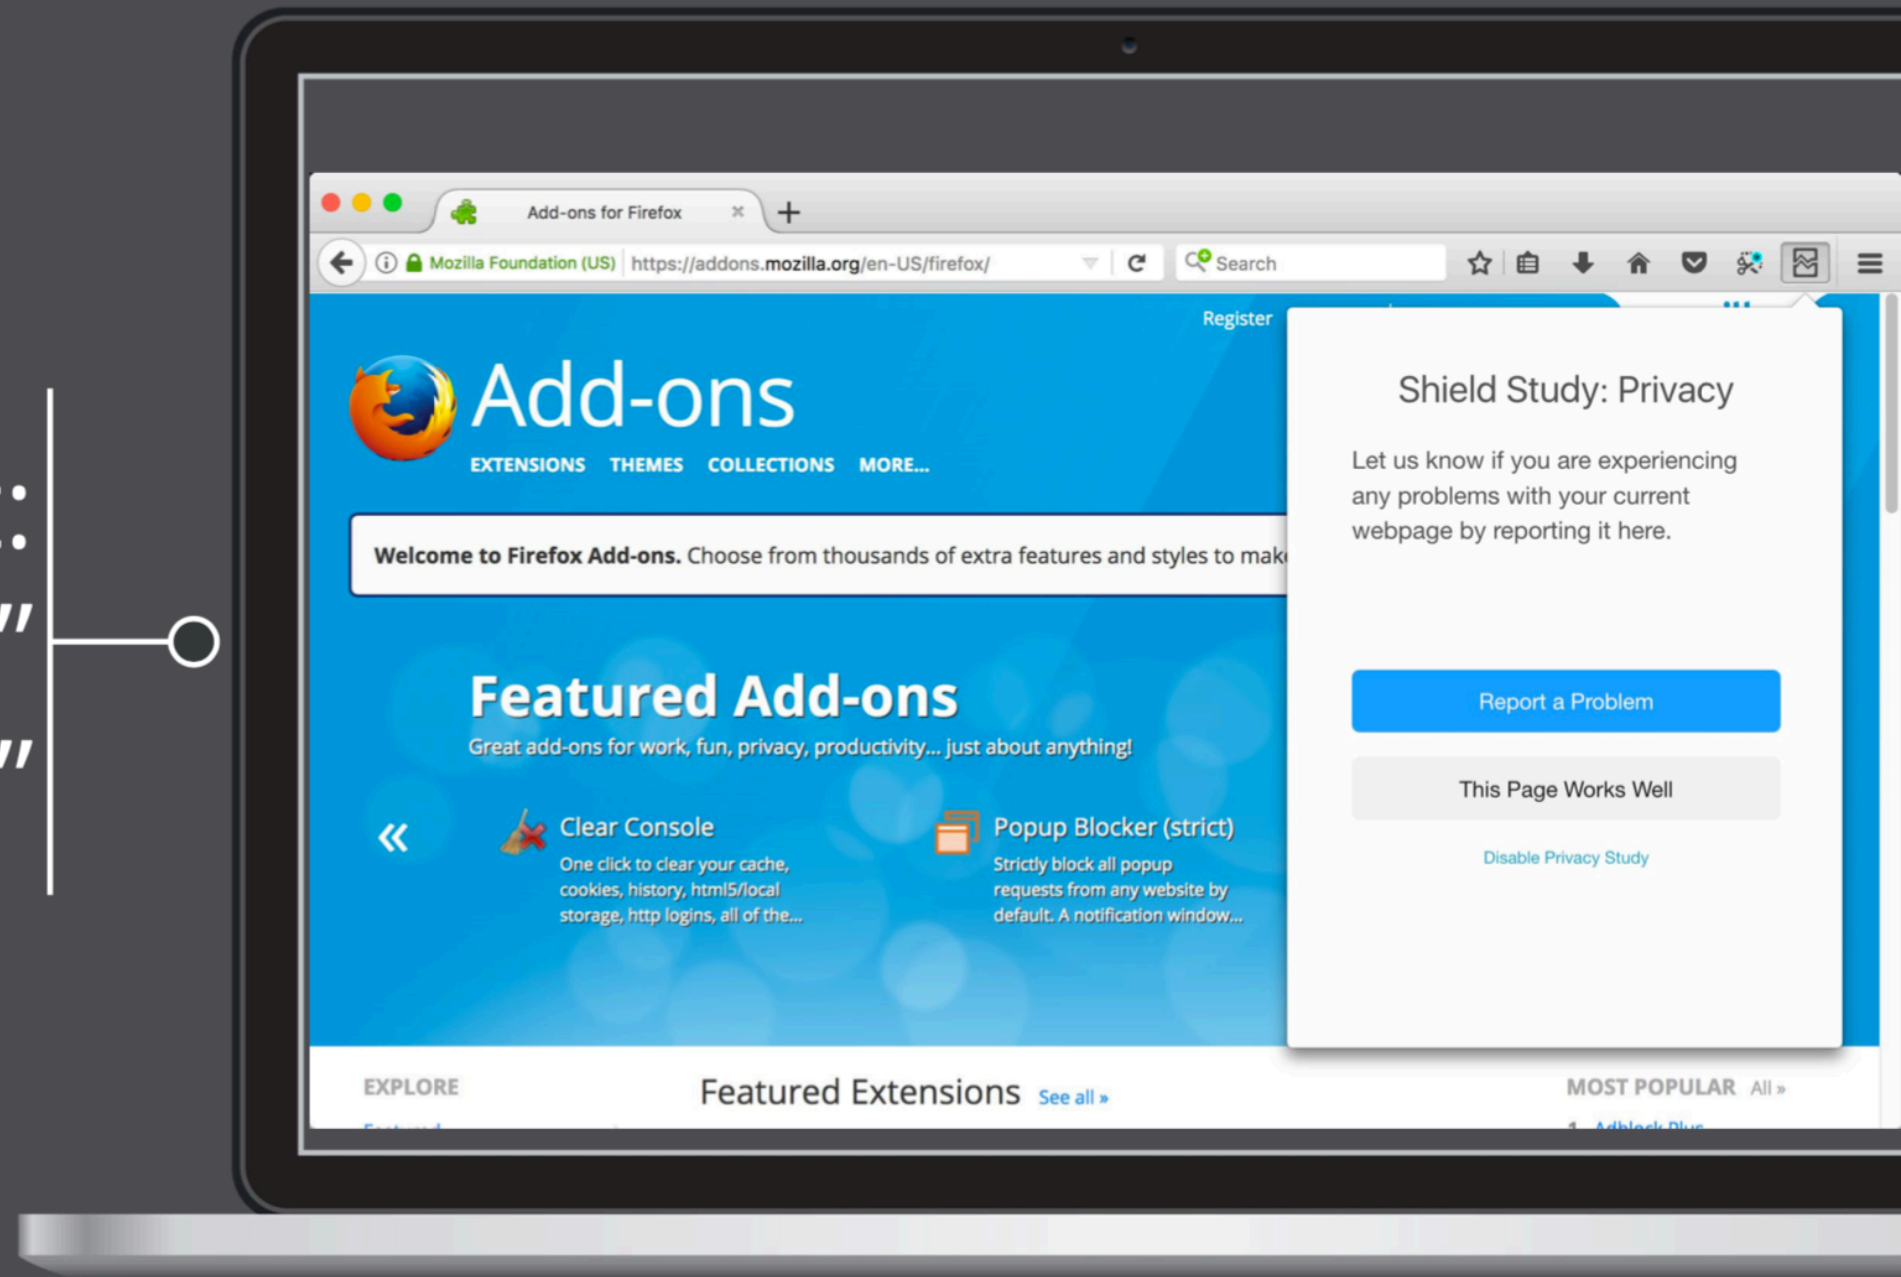 Add-ons for Firefox
Mozilla Foundation (US) https://addons.mozilla.org/en-US/firefox/
Search
Register
Add-ons
EXTENSIONS THEMES COLLECTIONS MORE...
Welcome to Firefox Add-ons. Choose from thousands of extra features and styles to make
Featured Add-ons
Great add-ons for work, fun, privacy, productivity... just about anything!
Clear Console
One click to clear your cache,
cookies, history, html5/local
storage, http logins, all of the...
Popup Blocker (strict)
Strictly block all popup
requests from any website by
default. A notification window...
Shield Study: Privacy
Let us know if you are experiencing
any problems with your current
webpage by reporting it here.
Report a Problem
This Page Works Well
Disable Privacy Study
EXPLORE
Featured
Featured Extensions See all »
MOST POPULAR All »
1 Adblock Plus